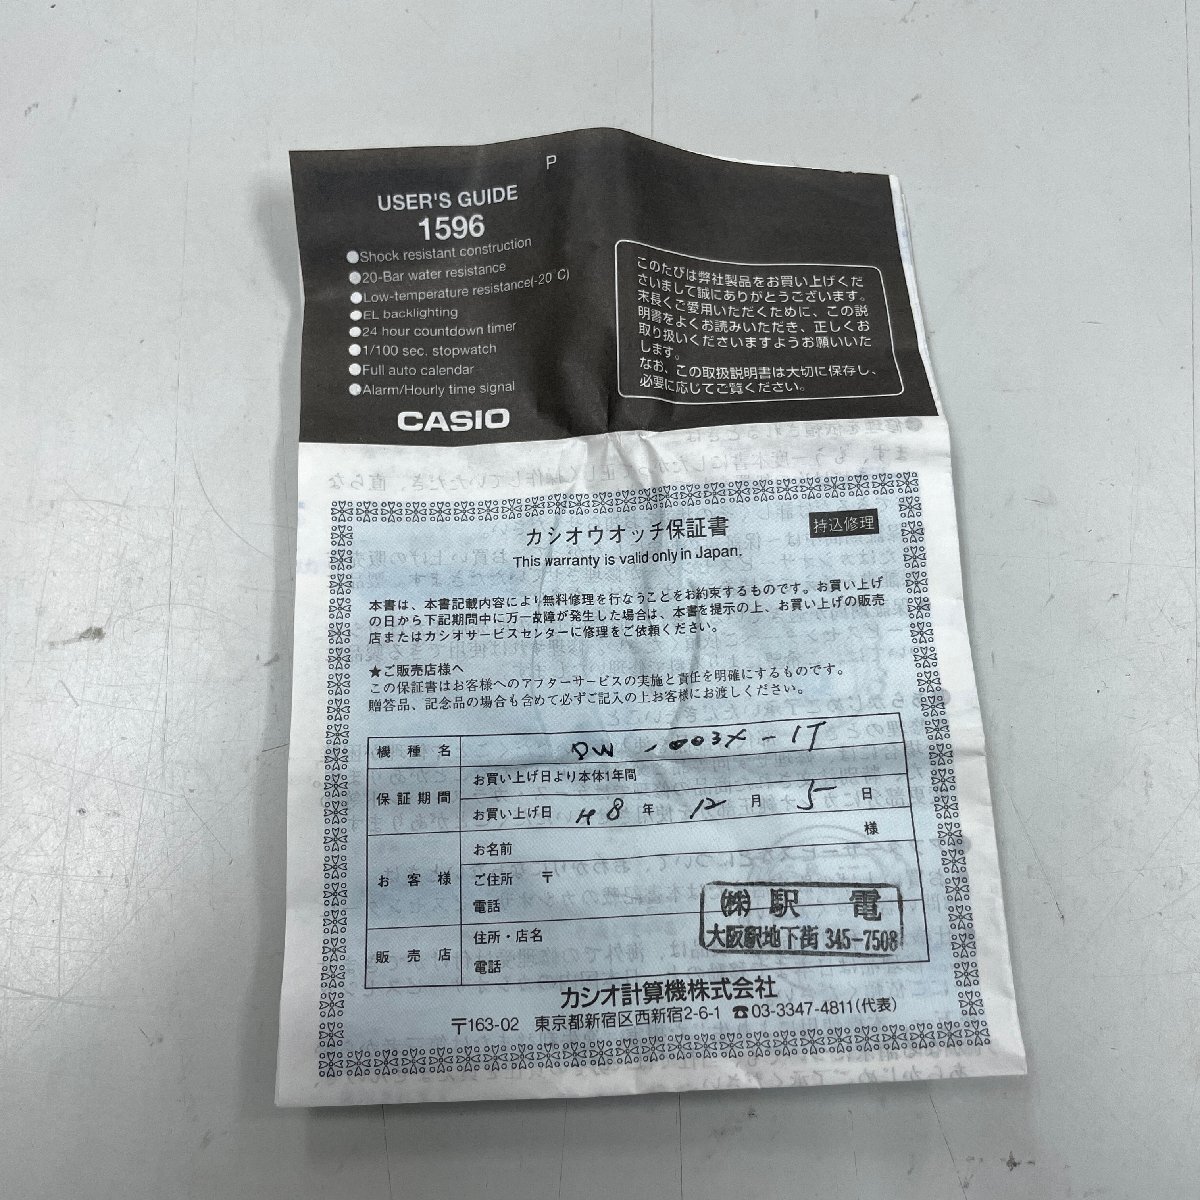 P
USER'S GUIDE
1596
●Shock resistant construction
●20-Bar water resistance
●Low-temperature resistance(-20°C)
●EL backlighting
●24 hour countdown timer
●1/100 sec. stopwatch
●Full auto calendar
●Alarm/Hourly time signal
CASIO
このたびは弊社製品をお買い上げくだ
さいまして誠にありがとうございます。
末長くご愛用いただくために、この説
明書をよくお読みいただき、正しくお
取り扱いくださいますようお願いいた
します。
なお、この取扱説明書は大切に保存し、
必要に応じてご覧ください。
カシオウオッチ保証書
持込修理
This warranty is valid only in Japan.
本書は、本書記載内容により無料修理を行なうことをお約束するものです。お買い上げ
の日から下記期間中に万一故障が発生した場合は、本書を提示の上、お買い上げの販売
店またはカシオサービスセンターに修理をご依頼ください。
★ご販売店様へ
この保証書はお客様へのアフターサービスの実施と責任を明確にするものです。
贈答品、記念品の場合も含めて必ずご記入の上お客様にお渡しください。
機種名 DW-003X-1T
保証期間 お買い上げ日より本体1年間
お買い上げ日 H8年 12月 5日
お客様 お名前 様
ご住所 〒
電話
販売店 住所・店名
電話
㈱ 駅 電
大阪駅地下街 345-7508
カシオ計算機株式会社
〒163-02 東京都新宿区西新宿2-6-1 ☎03-3347-4811(代表)